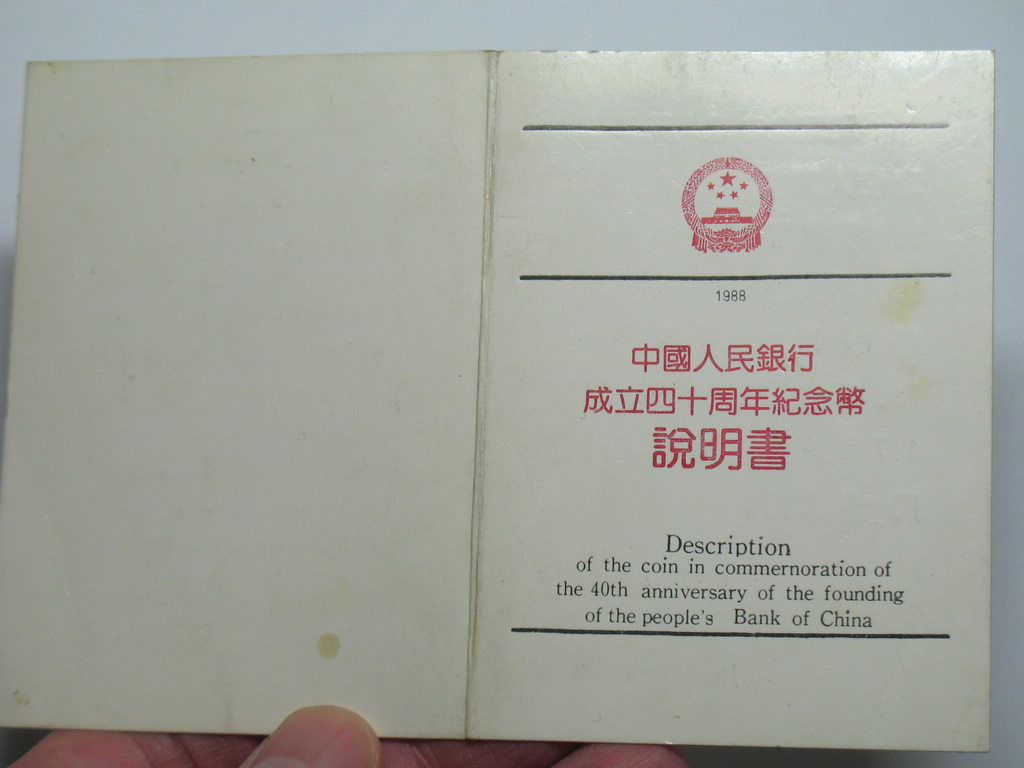 1988
中國人民銀行
成立四十周年紀念幣
說明書
Description
of the coin in commernoration of
the 40th anniversary of the founding
of the people's Bank of China